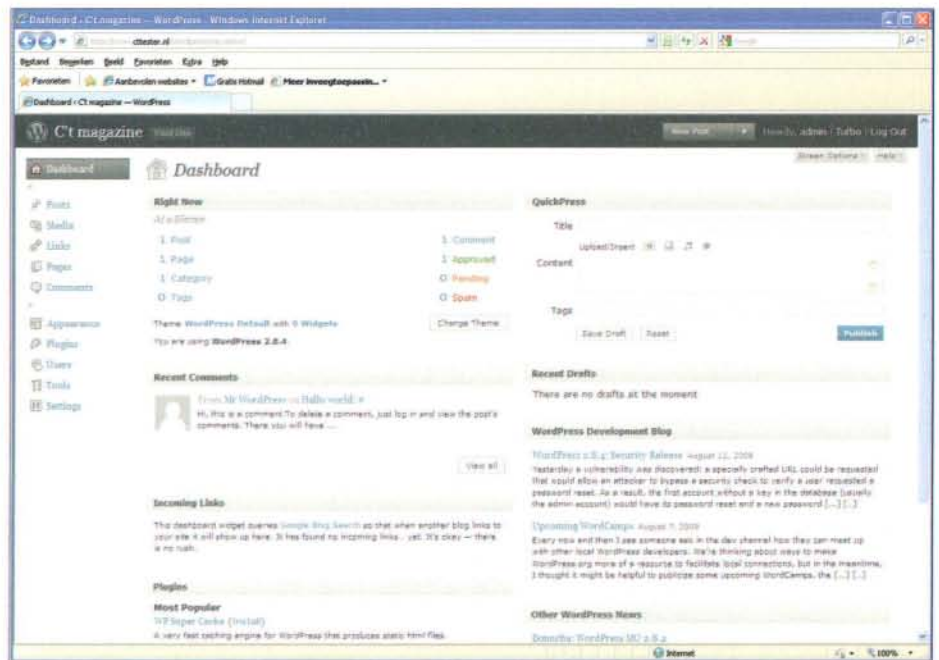 Dashboard ‹ C't magazine — WordPress - Windows Internet Explorer
cttester.nl
Bestand Bewerken Beeld Favorieten Extra Help
Favorieten Aanbevolen websites Gratis Hotmail Meer invoegtoepassin...
Dashboard ‹ C't magazine — WordPress
C't magazine Visit Site
New Post Howdy, admin | Turbo | Log Out
Screen Options Help
Dashboard
Posts
Media
Links
Pages
Comments
Appearance
Plugins
Users
Tools
Settings
Dashboard
Right Now
At a Glance
1 Post 1 Comment
1 Page 1 Approved
1 Category 0 Pending
0 Tags 0 Spam
Theme WordPress Default with 0 Widgets Change Theme
You are using WordPress 2.8.4.
Recent Comments
From Mr WordPress on Hallo world! #
Hi, this is a comment.To delete a comment, just log in and view the post's
comments. There you will have ...
View all
Incoming Links
This dashboard widget queries Google Blog Search so that when another blog links to
your site it will show up here. It has found no incoming links... yet. It's okay — there
is no rush.
Plugins
Most Popular
WP Super Cache (Install)
A very fast caching engine for WordPress that produces static html files.
QuickPress
Title
Upload/Insert
Content
Tags
Save Draft Reset Publish
Recent Drafts
There are no drafts at the moment
WordPress Development Blog
WordPress 2.8.4: Security Release August 12, 2009
Yesterday a vulnerability was discovered: a specially crafted URL could be requested
that would allow an attacker to bypass a security check to verify a user requested a
password reset. As a result, the first account without a key in the database (usually
the admin account) would have its password reset and a new password [...] [...]
Upcoming WordCamps August 7, 2009
Every now and then I see someone ask in the dev channel how they can meet up
with other local WordPress developers. We're thinking about ways to make
WordPress.org more of a resource to facilitate local connections, but in the meantime,
I thought it might be helpful to publicize some upcoming WordCamps, the [...] [...]
Other WordPress News
Donncha: WordPress MU 2.8.4
Internet 100%